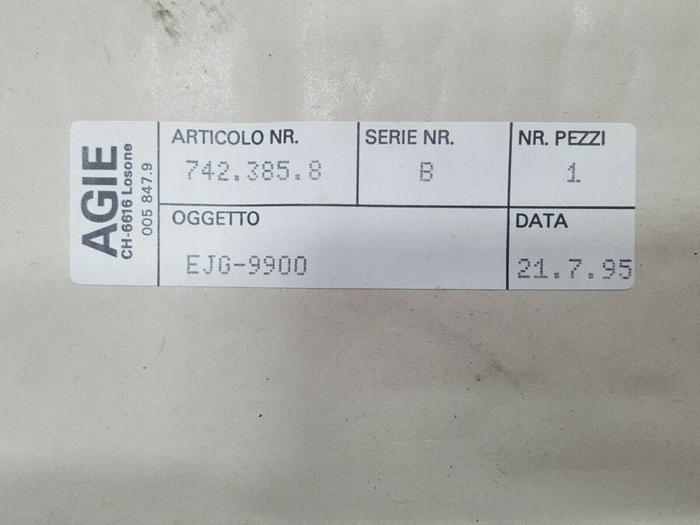 AGIE
CH-6616 Losone
005 847.9
ARTICOLO NR. SERIE NR. NR. PEZZI
742.385.8 B 1
OGGETTO DATA
EJG-9900 21.7.95